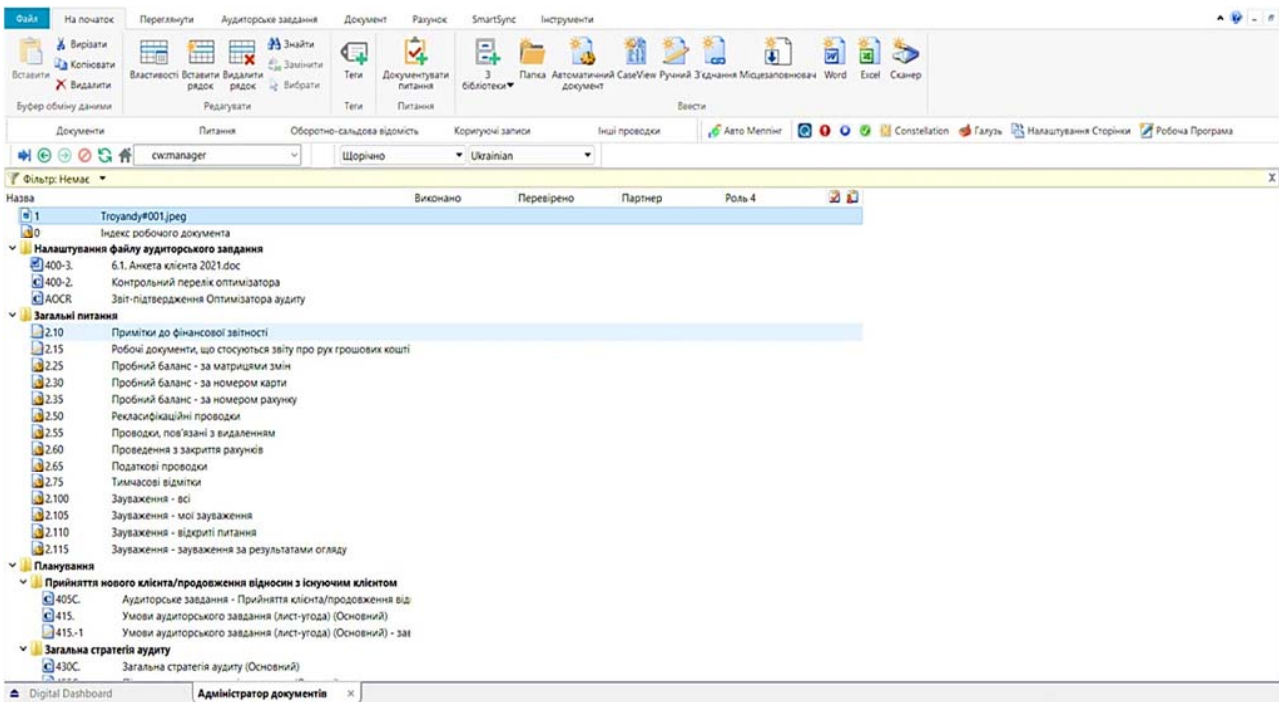 Файл На початок Переглянути Аудиторське завдання Документ Рахунок SmartSync Інструменти
Вставити Вирізати Копіювати Видалити
Властивості Вставити рядок Видалити рядок Знайти Замінити Вибрати
Теги Документувати питання
З бібліотеки Папка Автоматичний документ CaseView Ручний З'єднання Місцезаповнювач Word Excel Сканер
Буфер обміну даними Редагувати Теги Питання Ввести
Документи Питання Оборотно-сальдова відомість Коригуючі записи Інші проводки Авто Меппінг Constellation Галузь Налаштування Сторінки Робоча Програма
cw:manager Щорічно Ukrainian
Фільтр: Немає X
Назва Виконано Перевірено Партнер Роль 4
1 Troyandy#001.jpeg
0 Індекс робочого документа
Налаштування файлу аудиторського завдання
400-3. 6.1. Анкета клієнта 2021.doc
400-2. Контрольний перелік оптимізатора
AOCR Звіт-підтвердження Оптимізатора аудиту
Загальні питання
2.10 Примітки до фінансової звітності
2.15 Робочі документи, що стосуються звіту про рух грошових кошті
2.25 Пробний баланс - за матрицями змін
2.30 Пробний баланс - за номером карти
2.35 Пробний баланс - за номером рахунку
2.50 Рекласифікаційні проводки
2.55 Проводки, пов'язані з видаленням
2.60 Проведення з закриття рахунків
2.65 Податкові проводки
2.75 Тимчасові відмітки
2.100 Зауваження - всі
2.105 Зауваження - мої зауваження
2.110 Зауваження - відкриті питання
2.115 Зауваження - зауваження за результатами огляду
Планування
Прийняття нового клієнта/продовження відносин з існуючим клієнтом
405C. Аудиторське завдання - Прийняття клієнта/продовження від
415. Умови аудиторського завдання (лист-угода) (Основний)
415.-1 Умови аудиторського завдання (лист-угода) (Основний) - зав
Загальна стратегія аудиту
430C. Загальна стратегія аудиту (Основний)
Digital Dashboard Адміністратор документів ×